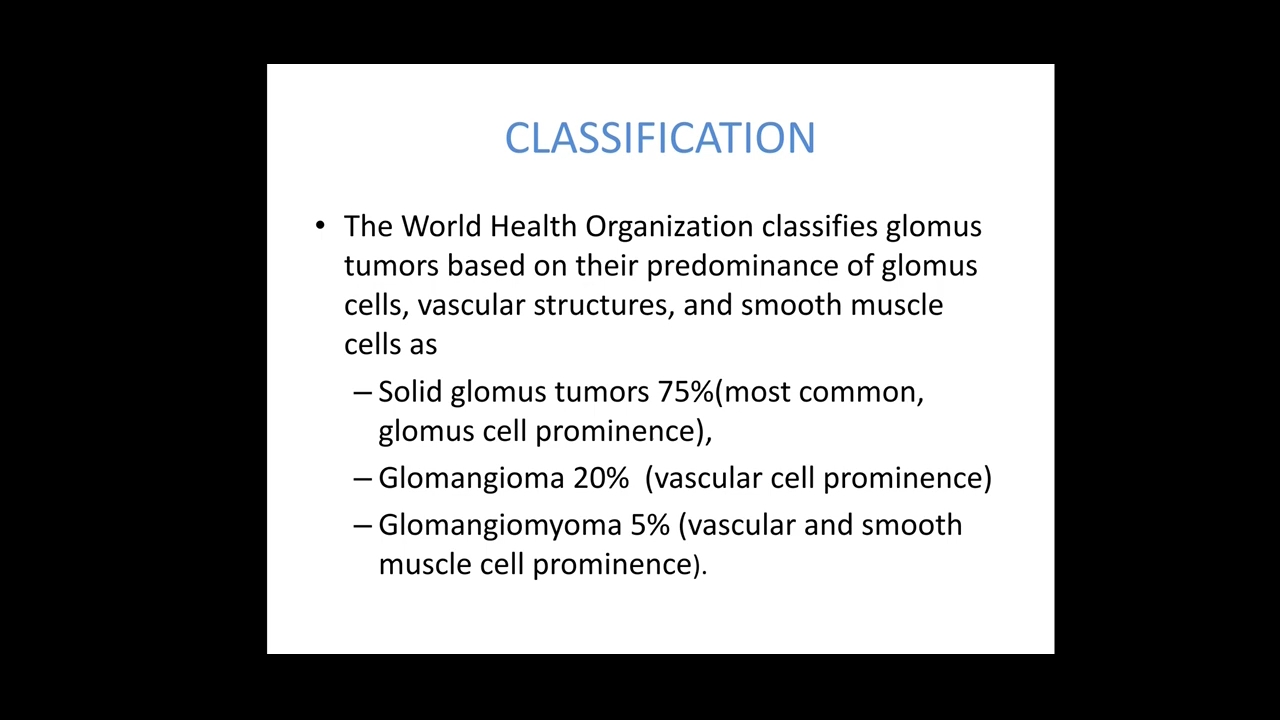 CLASSIFICATION
• The World Health Organization classifies glomus
tumors based on their predominance of glomus
cells, vascular structures, and smooth muscle
cells as
– Solid glomus tumors 75%(most common,
glomus cell prominence),
– Glomangioma 20%  (vascular cell prominence)
– Glomangiomyoma 5% (vascular and smooth
muscle cell prominence).